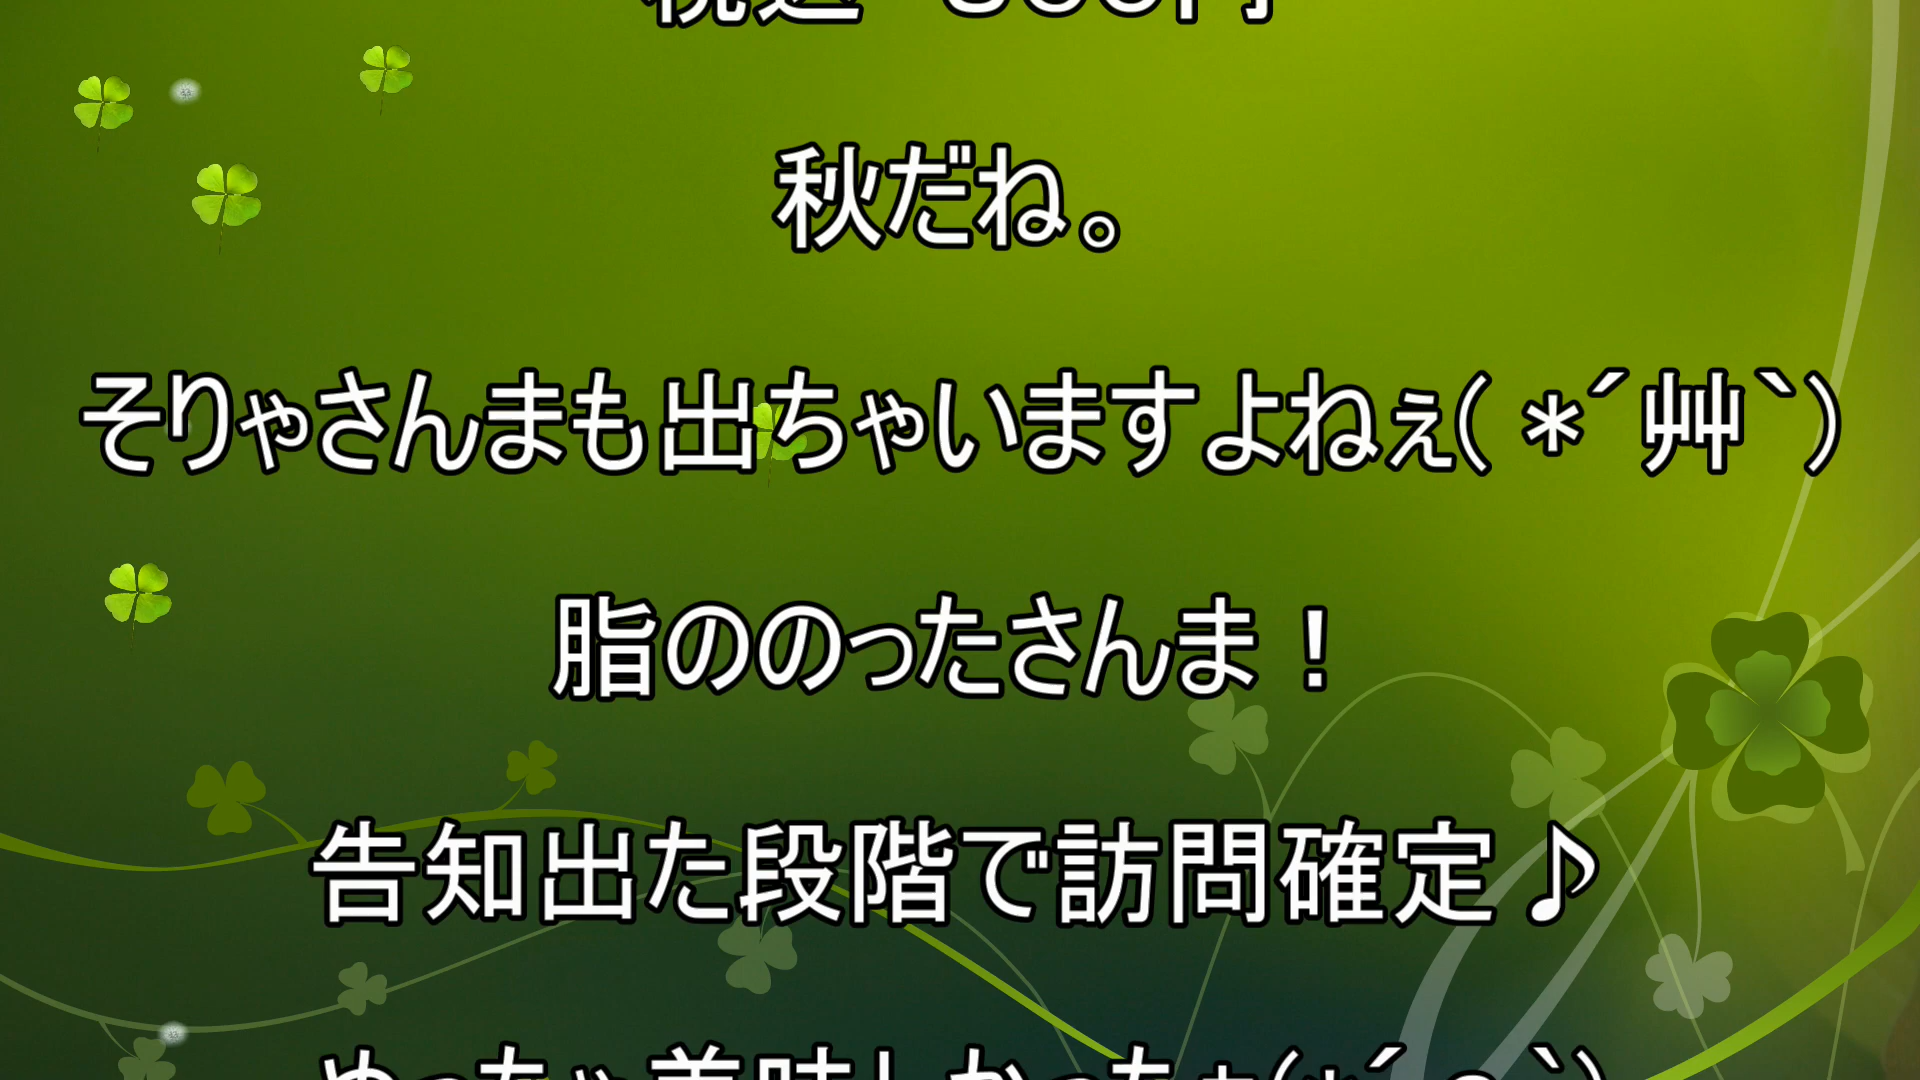 秋だね。
そりゃさんまも出ちゃいますよねぇ( *´艸`)
脂ののったさんま！
告知出た段階で訪問確定♪